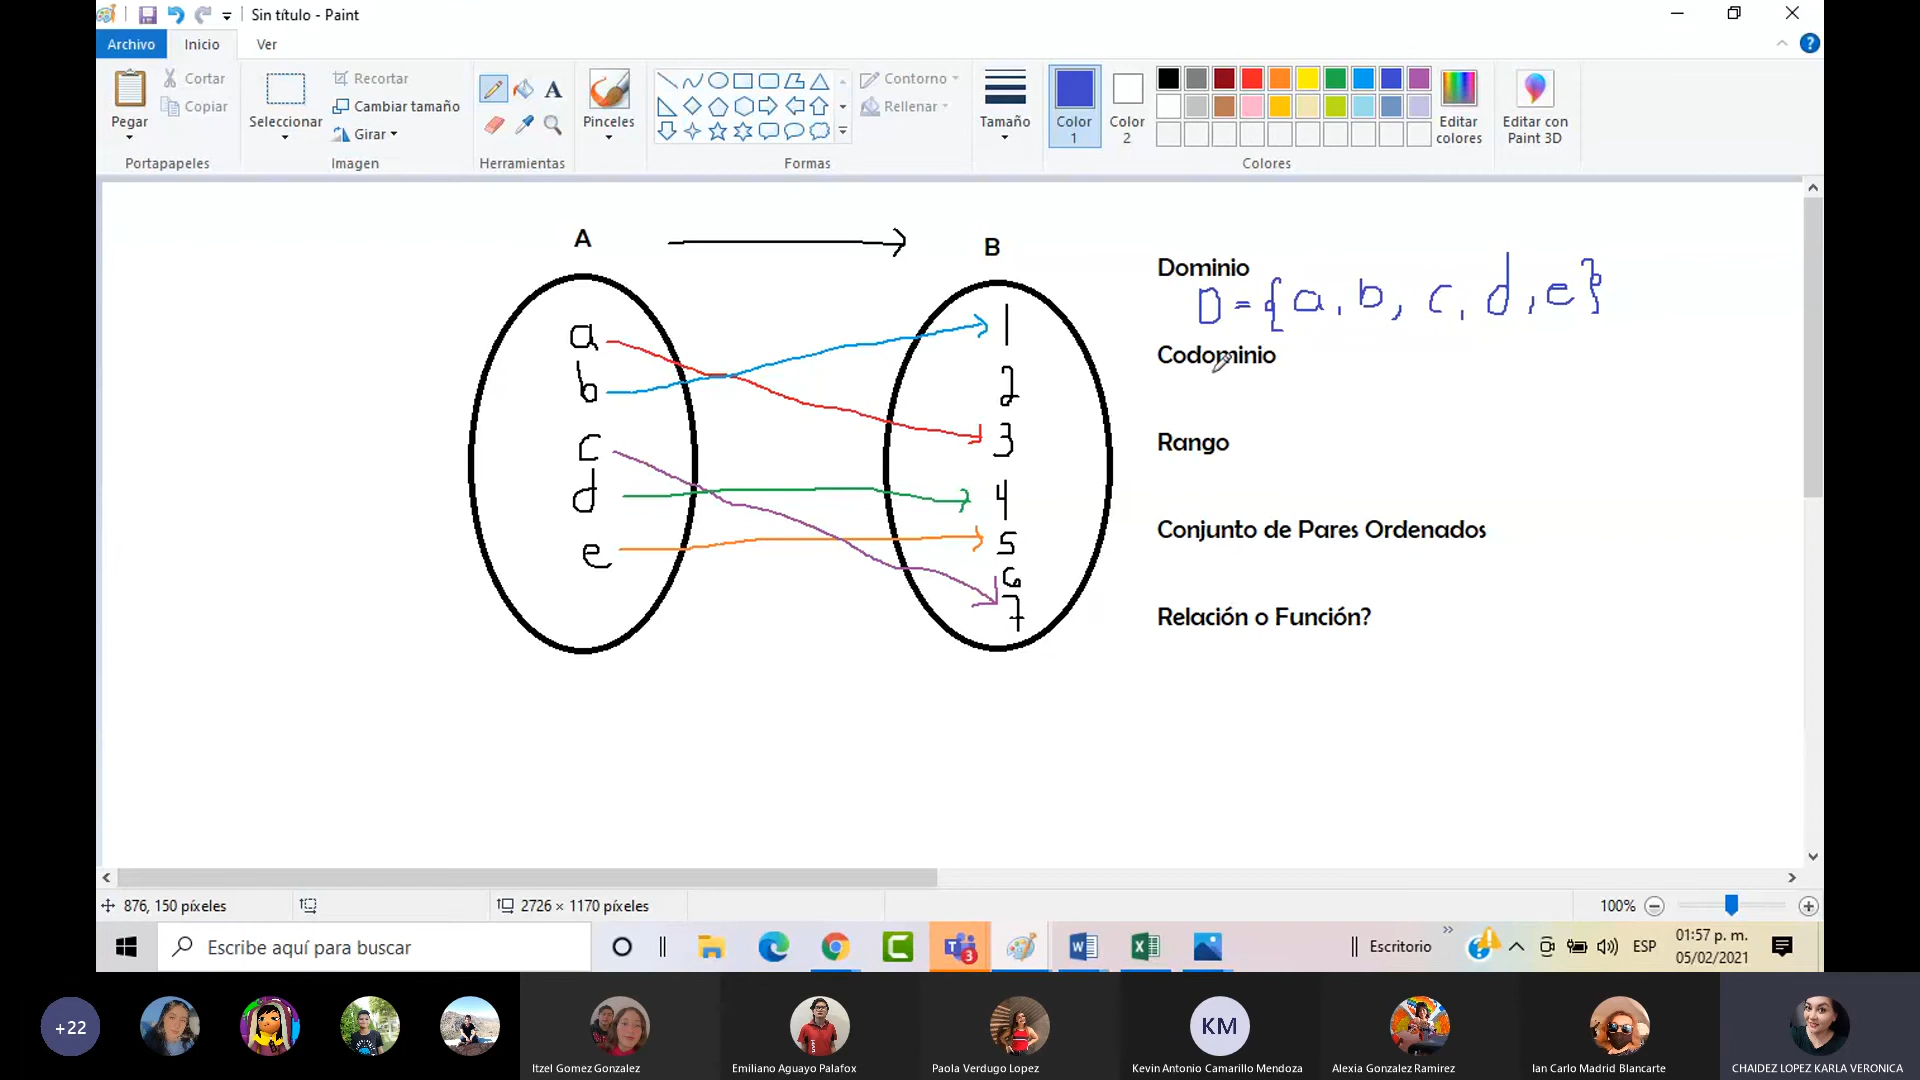 Sin título - Paint
Archivo Inicio Ver
Pegar
Cortar
Copiar
Portapapeles
Seleccionar
Recortar
Cambiar tamaño
Girar
Imagen
A
Herramientas
Pinceles
Contorno
Rellenar
Formas
Tamaño
Color 1
Color 2
Editar colores
Editar con Paint 3D
Colores
A
B
a
b
c
d
e
1
2
3
4
5
6
7
Dominio
D = {a, b, c, d, e}
Codominio
Rango
Conjunto de Pares Ordenados
Relación o Función?
876, 150 píxeles
2726 × 1170 píxeles
100%
Escribe aquí para buscar
3
Escritorio
ESP
01:57 p. m.
05/02/2021
+22
KM
Itzel Gomez Gonzalez
Emiliano Aguayo Palafox
Paola Verdugo Lopez
Kevin Antonio Camarillo Mendoza
Alexia Gonzalez Ramirez
Ian Carlo Madrid Blancarte
CHAIDEZ LOPEZ KARLA VERONICA